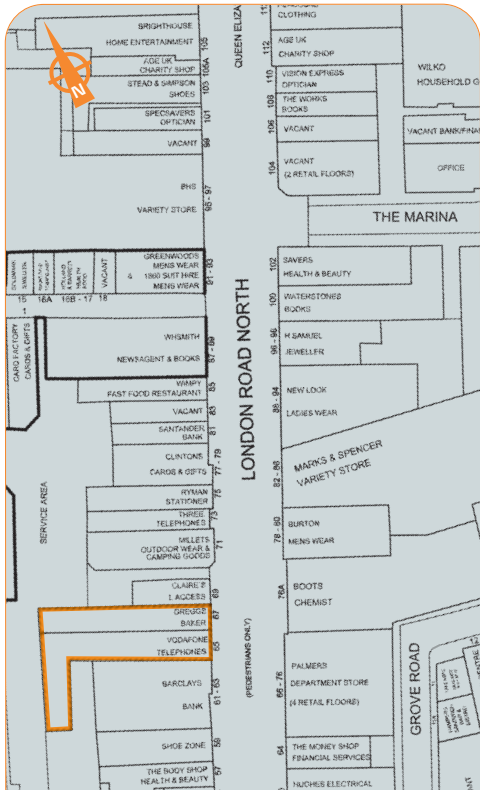 BRIGHTHOUSE
HOME ENTERTAINMENT
105
AGE UK
CHARITY SHOP
105A
STEAD & SIMPSON
SHOES
103
SPECSAVERS
OPTICIAN
101
VACANT
99
BHS
VARIETY STORE
95 - 97
GREENWOODS
MENS WEAR
&
1860 SUIT HIRE
MENS WEAR
91 - 93
VACANT
18
HOLLAND
& BARRETT
HEALTH
FOOD
16B - 17
16A
15
CARD FACTORY
CARDS & GIFTS
WHSMITH
NEWSAGENT & BOOKS
87 - 89
WIMPY
FAST FOOD RESTAURANT
85
VACANT
83
SANTANDER
BANK
81
CLINTONS
CARDS & GIFTS
77 - 79
RYMAN
STATIONER
75
THREE
TELEPHONES
73
MILLETS
OUTDOOR WEAR &
CAMPING GOODS
71
SERVICE AREA
CLAIRE'S
ACCESS
69
GREGGS
BAKER
67
VODAFONE
TELEPHONES
65
BARCLAYS
BANK
61 - 63
SHOE ZONE
59
THE BODY SHOP
HEALTH & BEAUTY
57
N
QUEEN ELIZA
LONDON ROAD NORTH
(PEDESTRIANS ONLY)
CLOTHING
AGE UK
CHARITY SHOP
112
VISION EXPRESS
OPTICIAN
110
THE WORKS
BOOKS
108
VACANT
106
VACANT
(2 RETAIL FLOORS)
104
WILKO
HOUSEHOLD G
VACANT BANK/FINAN
OFFICE
THE MARINA
SAVERS
HEALTH & BEAUTY
102
WATERSTONES
BOOKS
100
H SAMUEL
JEWELLER
96 - 98
NEW LOOK
LADIES WEAR
88 - 94
MARKS & SPENCER
VARIETY STORE
82 - 86
BURTON
MENS WEAR
78 - 80
BOOTS
CHEMIST
76A
PALMERS
DEPARTMENT STORE
(4 RETAIL FLOORS)
66 - 76
THE MONEY SHOP
FINANCIAL SERVICES
64
HUGHES ELECTRICAL
GROVE ROAD